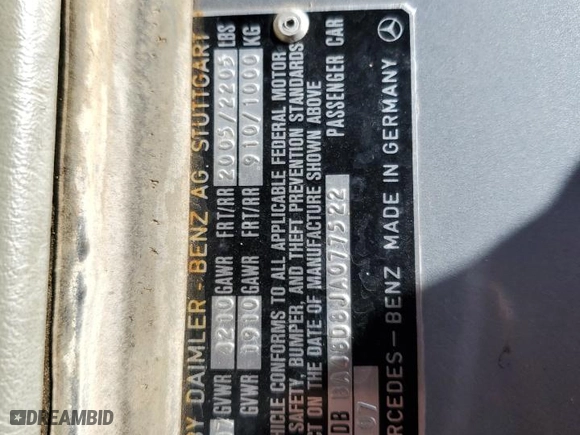 BY DAIMLER-BENZ AG. STUTTGART
GVWR GAWR FRT/RR 2005/2205 LBS
GVWR 1910 GAWR FRT/RR 910/1000 KG
VEHICLE CONFORMS TO ALL APPLICABLE FEDERAL MOTOR
SAFETY, BUMPER, AND THEFT PREVENTION STANDARDS
ON THE DATE OF MANUFACTURE SHOWN ABOVE
PASSENGER CAR
MERCEDES-BENZ MADE IN GERMANY
DREAMBID